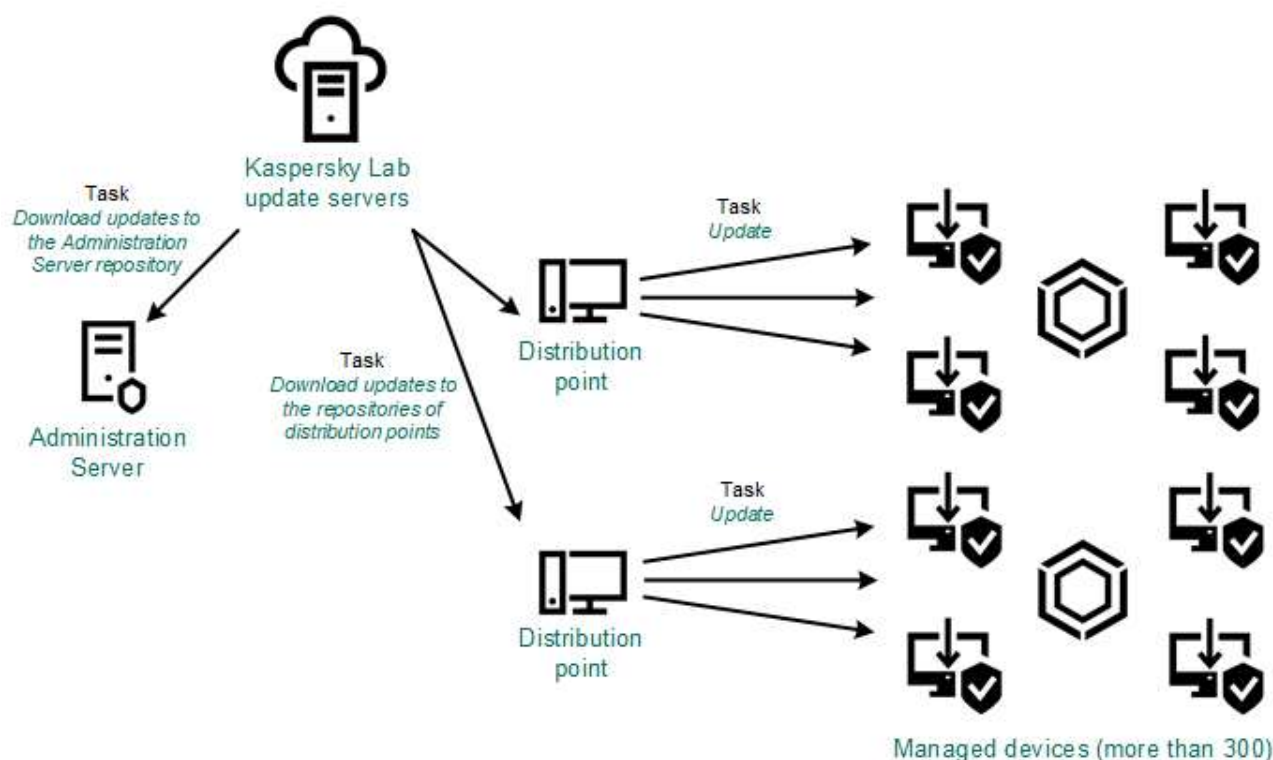 Kaspersky Lab
update servers
Task
Download updates to
the Administration
Server repository
Administration
Server
Task
Download updates to
the repositories of
distribution points
Distribution
point
Task
Update
Distribution
point
Task
Update
Managed devices (more than 300)